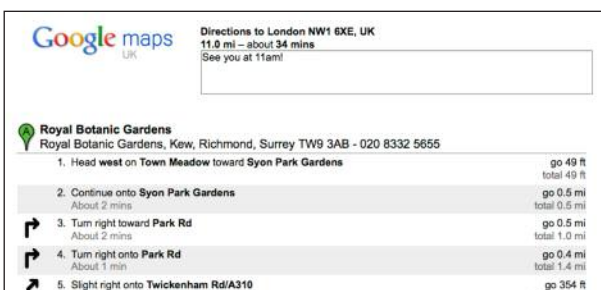 Google maps
UK
Directions to London NW1 6XE, UK
11.0 mi – about 34 mins
See you at 11am!
A
Royal Botanic Gardens
Royal Botanic Gardens, Kew, Richmond, Surrey TW9 3AB - 020 8332 5655
1. Head west on Town Meadow toward Syon Park Gardens go 49 ft
total 49 ft
2. Continue onto Syon Park Gardens go 0.5 mi
About 2 mins total 0.5 mi
3. Turn right toward Park Rd go 0.5 mi
About 2 mins total 1.0 mi
4. Turn right onto Park Rd go 0.4 mi
About 1 min total 1.4 mi
5. Slight right onto Twickenham Rd/A310 go 354 ft